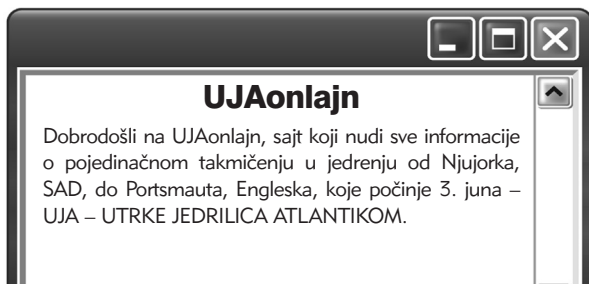 UJAonlajn
Dobrodošli na UJAonlajn, sajt koji nudi sve informacije
o pojedinačnom takmičenju u jedrenju od Njujorka,
SAD, do Portsmauta, Engleska, koje počinje 3. juna –
UJA – UTRKE JEDRILICA ATLANTIKOM.